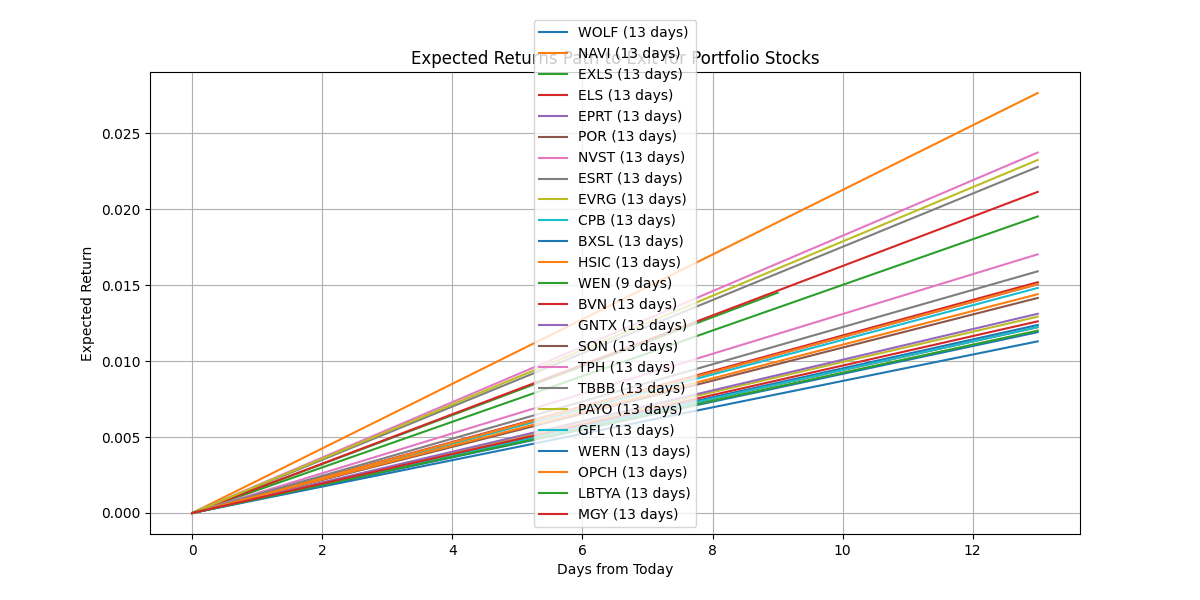 Expected Returns Path to Exit for Portfolio Stocks
WOLF (13 days)
NAVI (13 days)
EXLS (13 days)
ELS (13 days)
EPRT (13 days)
POR (13 days)
NVST (13 days)
ESRT (13 days)
EVRG (13 days)
CPB (13 days)
BXSL (13 days)
HSIC (13 days)
WEN (9 days)
BVN (13 days)
GNTX (13 days)
SON (13 days)
TPH (13 days)
TBBB (13 days)
PAYO (13 days)
GFL (13 days)
WERN (13 days)
OPCH (13 days)
LBTYA (13 days)
MGY (13 days)
Expected Return
0.025
0.020
0.015
0.010
0.005
0.000
0 2 4 6 8 10 12
Days from Today